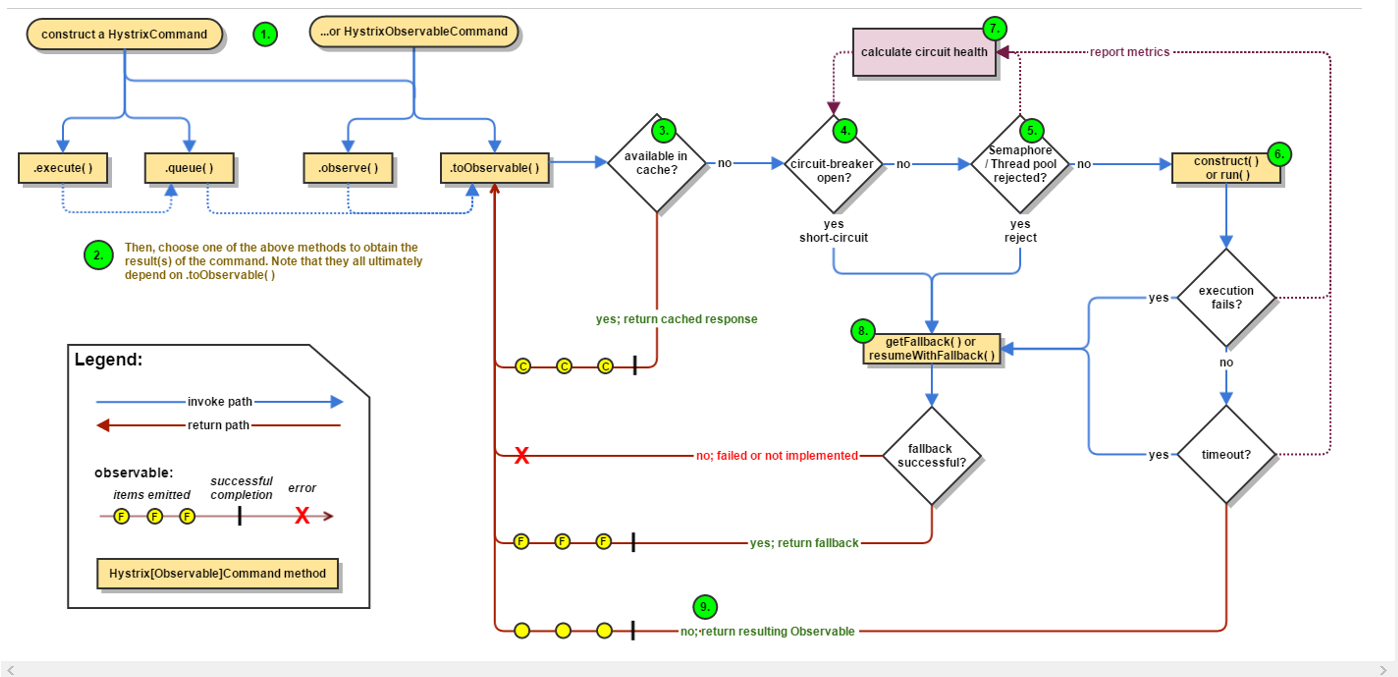 construct a HystrixCommand
1.
...or HystrixObservableCommand
7.
calculate circuit health
report metrics
.execute( )
.queue( )
.observe( )
.toObservable( )
3.
available in
cache?
no
4.
circuit-breaker
open?
no
5.
Semaphore
/ Thread pool
rejected?
no
6.
construct( )
or run( )
yes
short-circuit
yes
reject
2.
Then, choose one of the above methods to obtain the
result(s) of the command. Note that they all ultimately
depend on .toObservable( )
execution
fails?
yes
no
yes; return cached response
8.
getFallback( ) or
resumeWithFallback( )
C C C
Legend:
invoke path
return path
observable:
items emitted
successful
completion
error
F F F X
Hystrix[Observable]Command method
X
no; failed or not implemented
fallback
successful?
yes
timeout?
F F F
yes; return fallback
9.
no; return resulting Observable